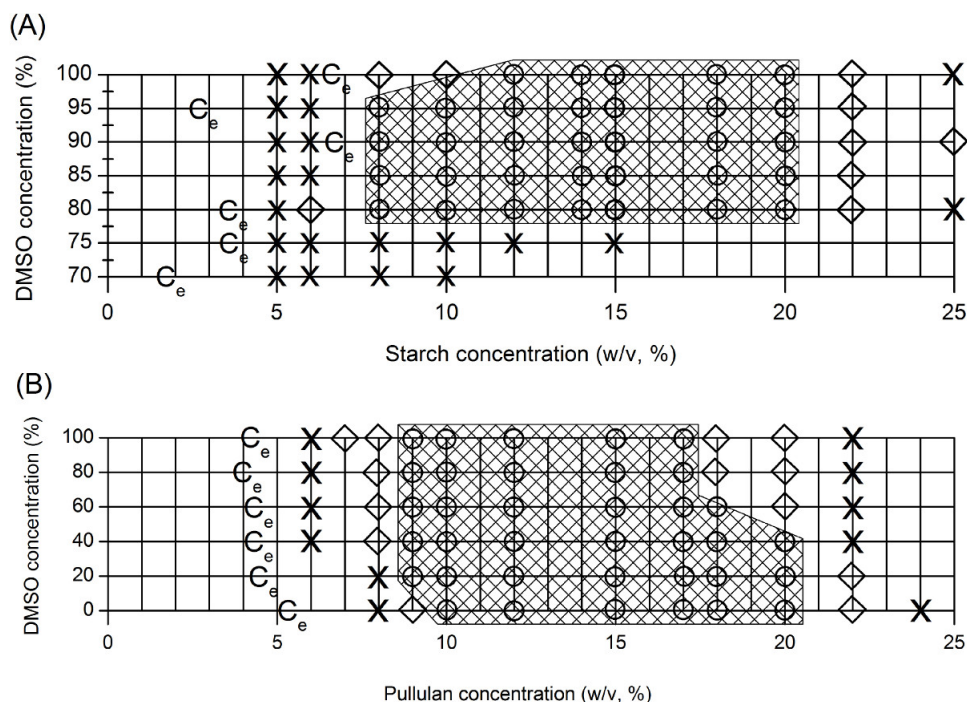 (A)
DMSO concentration (%)
100 Ce
95 Ce
90 Ce
85
80 Ce
75 Ce
70 Ce
0 5 10 15 20 25
Starch concentration (w/v, %)
(B)
DMSO concentration (%)
100 Ce
80 Ce
60 Ce
40 Ce
20 Ce
0 Ce
0 5 10 15 20 25
Pullulan concentration (w/v, %)